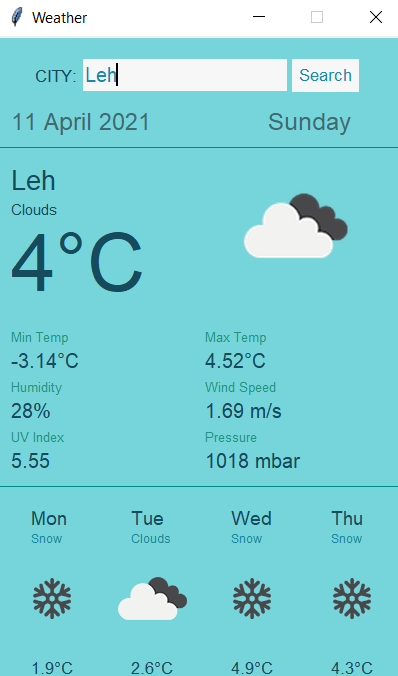 Weather
CITY: Leh Search
11 April 2021 Sunday
Leh
Clouds
4°C
Min Temp Max Temp
-3.14°C 4.52°C
Humidity Wind Speed
28% 1.69 m/s
UV Index Pressure
5.55 1018 mbar
Mon Tue Wed Thu
Snow Clouds Snow Snow
1.9°C 2.6°C 4.9°C 4.3°C